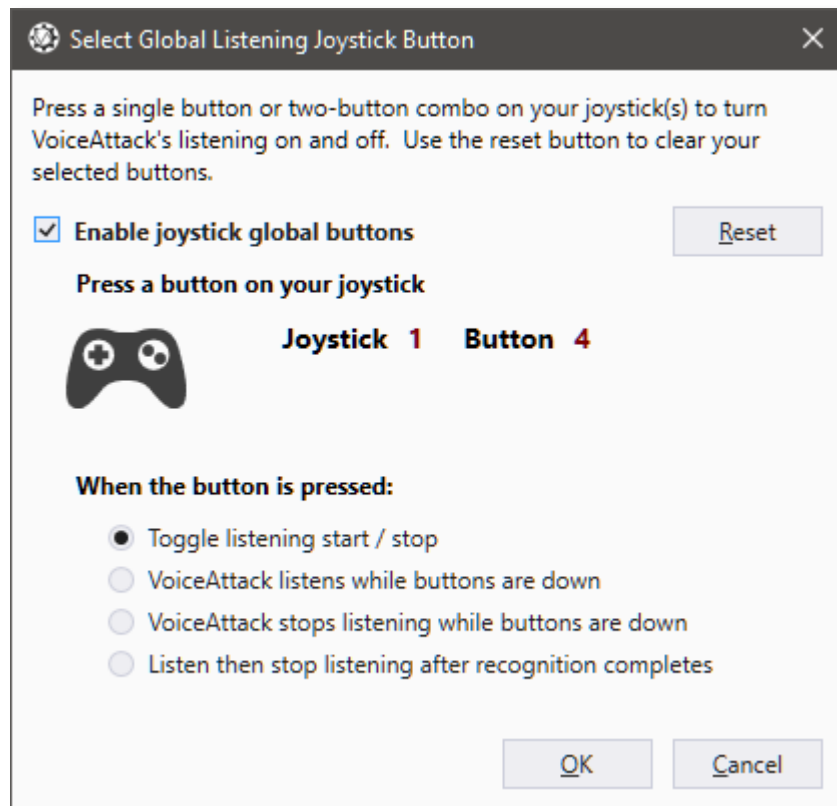 Select Global Listening Joystick Button
Press a single button or two-button combo on your joystick(s) to turn
VoiceAttack's listening on and off.  Use the reset button to clear your
selected buttons.
Enable joystick global buttons
Reset
Press a button on your joystick
Joystick 1 Button 4
When the button is pressed:
Toggle listening start / stop
VoiceAttack listens while buttons are down
VoiceAttack stops listening while buttons are down
Listen then stop listening after recognition completes
OK Cancel